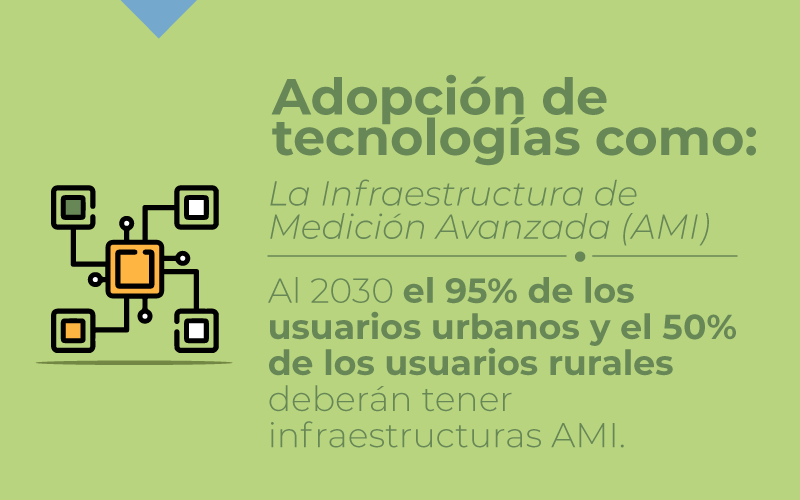 Adopción de
tecnologías como:
La Infraestructura de
Medición Avanzada (AMI)
Al 2030 el 95% de los
usuarios urbanos y el 50%
de los usuarios rurales
deberán tener
infraestructuras AMI.